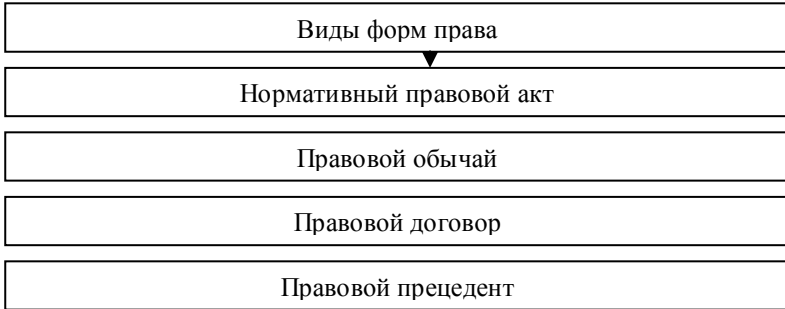 Виды форм права
Нормативный правовой акт
Правовой обычай
Правовой договор
Правовой прецедент